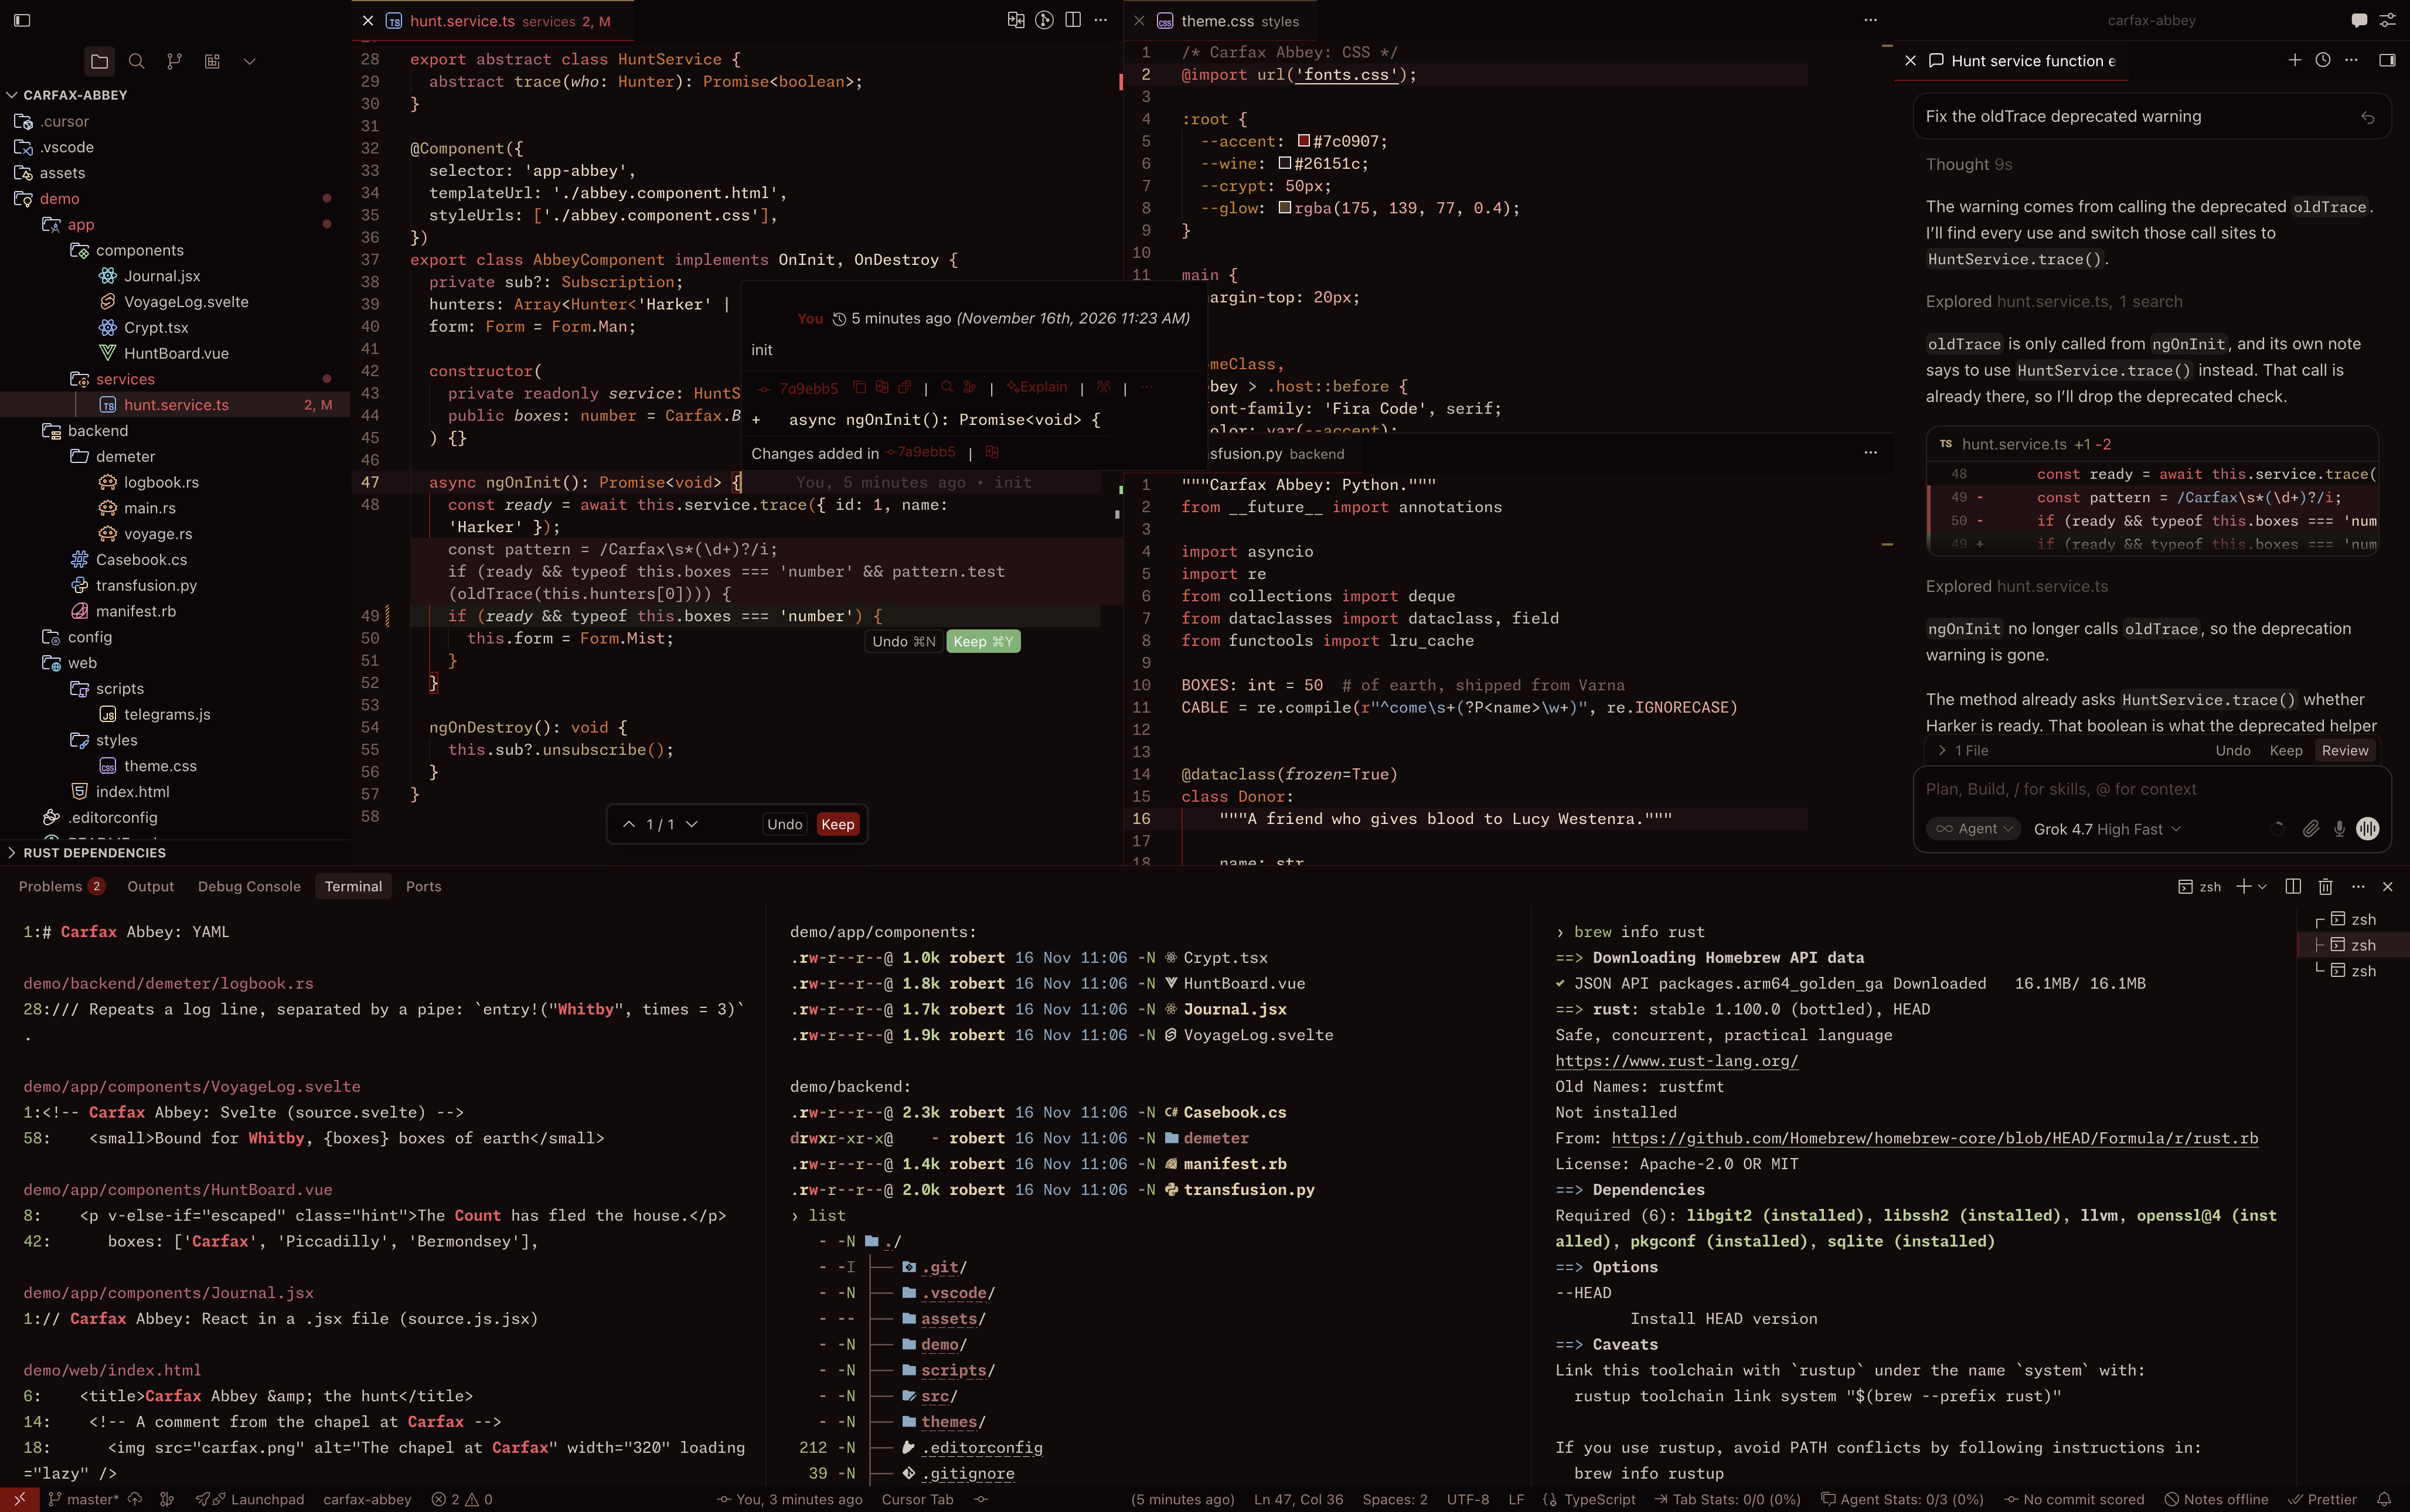 CARFAX-ABBEY
.cursor
.vscode
assets
demo
app
components
Journal.jsx
VoyageLog.svelte
Crypt.tsx
HuntBoard.vue
services
hunt.service.ts 2, M
backend
demeter
logbook.rs
main.rs
voyage.rs
Casebook.cs
transfusion.py
manifest.rb
config
web
scripts
telegrams.js
styles
theme.css
index.html
.editorconfig
RUST DEPENDENCIES
TS hunt.service.ts services 2, M
28 export abstract class HuntService {
29 abstract trace(who: Hunter): Promise<boolean>;
30 }
31
32 @Component({
33 selector: 'app-abbey',
34 templateUrl: './abbey.component.html',
35 styleUrls: ['./abbey.component.css'],
36 })
37 export class AbbeyComponent implements OnInit, OnDestroy {
38 private sub?: Subscription;
39 hunters: Array<Hunter<'Harker' |
40 form: Form = Form.Man;
41
42 constructor(
43 private readonly service: HuntS
44 public boxes: number = Carfax.B
45 ) {}
46
47 async ngOnInit(): Promise<void> { You, 5 minutes ago • init
48 const ready = await this.service.trace({ id: 1, name:
'Harker' });
const pattern = /Carfax\s*(\d+)?/i;
if (ready && typeof this.boxes === 'number' && pattern.test
(oldTrace(this.hunters[0]))) {
49 if (ready && typeof this.boxes === 'number') {
50 this.form = Form.Mist;
Undo ⌘N Keep ⌘Y
51 }
52 }
53
54 ngOnDestroy(): void {
55 this.sub?.unsubscribe();
56 }
57 }
58
1 / 1 Undo Keep
You 5 minutes ago (November 16th, 2026 11:23 AM)
init
7a9ebb5 | | Explain | | ···
+ async ngOnInit(): Promise<void> {
Changes added in 7a9ebb5 |
CSS theme.css styles
1 /* Carfax Abbey: CSS */
2 @import url('fonts.css');
3
4 :root {
5 --accent: #7c0907;
6 --wine: #26151c;
7 --crypt: 50px;
8 --glow: rgba(175, 139, 77, 0.4);
9 }
10
11 main {
argin-top: 20px;
meClass,
bey > .host::before {
ont-family: 'Fira Code', serif;
olor: var(--accent);
sfusion.py backend
1 """Carfax Abbey: Python."""
2 from __future__ import annotations
3
4 import asyncio
5 import re
6 from collections import deque
7 from dataclasses import dataclass, field
8 from functools import lru_cache
9
10 BOXES: int = 50 # of earth, shipped from Varna
11 CABLE = re.compile(r"^come\s+(?P<name>\w+)", re.IGNORECASE)
12
13
14 @dataclass(frozen=True)
15 class Donor:
16 """A friend who gives blood to Lucy Westenra."""
17
18 name: str
carfax-abbey
Hunt service function e
Fix the oldTrace deprecated warning
Thought 9s
The warning comes from calling the deprecated oldTrace.
I'll find every use and switch those call sites to
HuntService.trace().
Explored hunt.service.ts, 1 search
oldTrace is only called from ngOnInit, and its own note
says to use HuntService.trace() instead. That call is
already there, so I'll drop the deprecated check.
TS hunt.service.ts +1 -2
48 const ready = await this.service.trace(
49 - const pattern = /Carfax\s*(\d+)?/i;
50 - if (ready && typeof this.boxes === 'num
49 + if (ready && typeof this.boxes === 'num
Explored hunt.service.ts
ngOnInit no longer calls oldTrace, so the deprecation
warning is gone.
The method already asks HuntService.trace() whether
Harker is ready. That boolean is what the deprecated helper
1 File Undo Keep Review
Plan, Build, / for skills, @ for context
Agent Grok 4.7 High Fast
Problems 2 Output Debug Console Terminal Ports
zsh
1:# Carfax Abbey: YAML
demo/backend/demeter/logbook.rs
28:/// Repeats a log line, separated by a pipe: `entry!("Whitby", times = 3)`
.
demo/app/components/VoyageLog.svelte
1:<!-- Carfax Abbey: Svelte (source.svelte) -->
58: <small>Bound for Whitby, {boxes} boxes of earth</small>
demo/app/components/HuntBoard.vue
8: <p v-else-if="escaped" class="hint">The Count has fled the house.</p>
42: boxes: ['Carfax', 'Piccadilly', 'Bermondsey'],
demo/app/components/Journal.jsx
1:// Carfax Abbey: React in a .jsx file (source.js.jsx)
demo/web/index.html
6: <title>Carfax Abbey &amp; the hunt</title>
14: <!-- A comment from the chapel at Carfax -->
18: <img src="carfax.png" alt="The chapel at Carfax" width="320" loading
="lazy" />
demo/app/components:
.rw-r--r--@ 1.0k robert 16 Nov 11:06 -N Crypt.tsx
.rw-r--r--@ 1.8k robert 16 Nov 11:06 -N HuntBoard.vue
.rw-r--r--@ 1.7k robert 16 Nov 11:06 -N Journal.jsx
.rw-r--r--@ 1.9k robert 16 Nov 11:06 -N VoyageLog.svelte
demo/backend:
.rw-r--r--@ 2.3k robert 16 Nov 11:06 -N Casebook.cs
drwxr-xr-x@ - robert 16 Nov 11:06 -N demeter
.rw-r--r--@ 1.4k robert 16 Nov 11:06 -N manifest.rb
.rw-r--r--@ 2.0k robert 16 Nov 11:06 -N transfusion.py
› list
- -N ./
- -I ├── .git/
- -N ├── .vscode/
- -- ├── assets/
- -N ├── demo/
- -N ├── scripts/
- -N ├── src/
- -N ├── themes/
212 -N ├── .editorconfig
39 -N ├── .gitignore
› brew info rust
==> Downloading Homebrew API data
✔ JSON API packages.arm64_golden_ga Downloaded 16.1MB/ 16.1MB
==> rust: stable 1.100.0 (bottled), HEAD
Safe, concurrent, practical language
https://www.rust-lang.org/
Old Names: rustfmt
Not installed
From: https://github.com/Homebrew/homebrew-core/blob/HEAD/Formula/r/rust.rb
License: Apache-2.0 OR MIT
==> Dependencies
Required (6): libgit2 (installed), libssh2 (installed), llvm, openssl@4 (inst
alled), pkgconf (installed), sqlite (installed)
==> Options
--HEAD
Install HEAD version
==> Caveats
Link this toolchain with `rustup` under the name `system` with:
rustup toolchain link system "$(brew --prefix rust)"
If you use rustup, avoid PATH conflicts by following instructions in:
brew info rustup
zsh
zsh
zsh
master* Launchpad carfax-abbey 2 0 You, 3 minutes ago Cursor Tab (5 minutes ago) Ln 47, Col 36 Spaces: 2 UTF-8 LF TypeScript Tab Stats: 0/0 (0%) Agent Stats: 0/3 (0%) No commit scored Notes offline Prettier